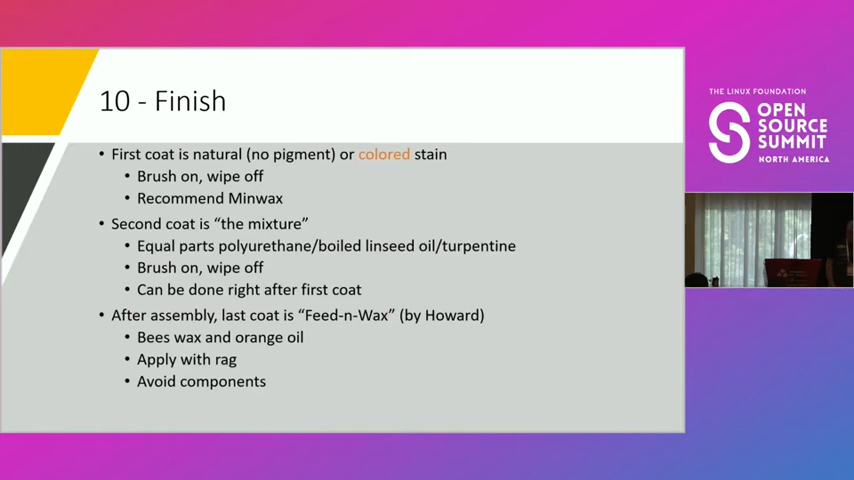 10 - Finish
• First coat is natural (no pigment) or colored stain
• Brush on, wipe off
• Recommend Minwax
• Second coat is “the mixture”
• Equal parts polyurethane/boiled linseed oil/turpentine
• Brush on, wipe off
• Can be done right after first coat
• After assembly, last coat is “Feed-n-Wax” (by Howard)
• Bees wax and orange oil
• Apply with rag
• Avoid components
THE LINUX FOUNDATION
OPEN
SOURCE
SUMMIT
NORTH AMERICA